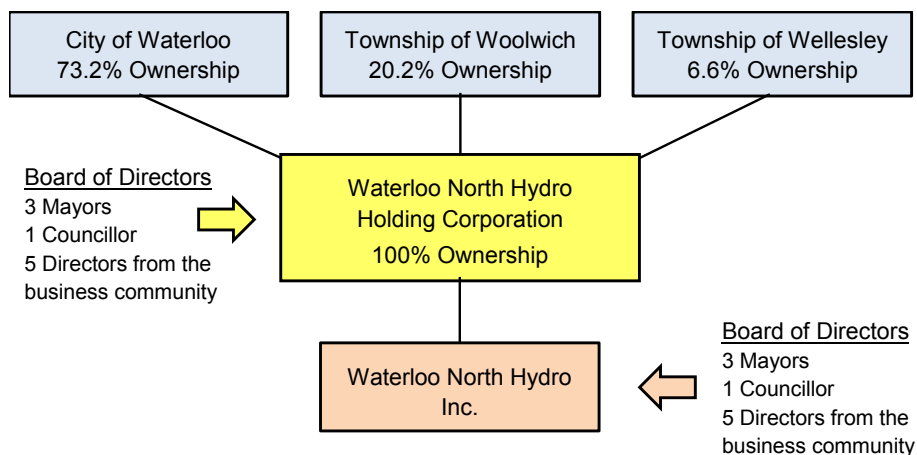 City of Waterloo
73.2% Ownership
Township of Woolwich
20.2% Ownership
Township of Wellesley
6.6% Ownership
Board of Directors
3 Mayors
1 Councillor
5 Directors from the
business community
Waterloo North Hydro
Holding Corporation
100% Ownership
Waterloo North Hydro
Inc.
Board of Directors
3 Mayors
1 Councillor
5 Directors from the
business community